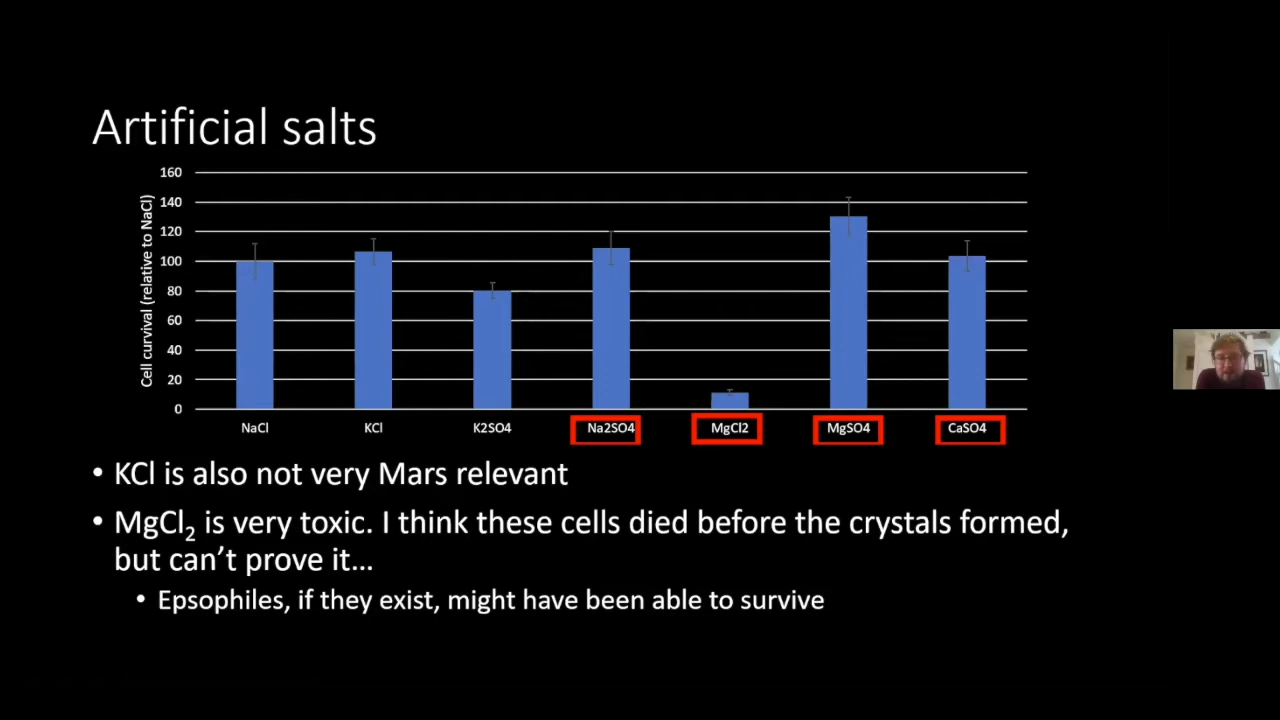 Artificial salts
Cell curvival (relative to NaCl)
160
140
120
100
80
60
40
20
0
NaCl KCl K2SO4 Na2SO4 MgCl2 MgSO4 CaSO4
• KCl is also not very Mars relevant
• MgCl2 is very toxic. I think these cells died before the crystals formed,
but can’t prove it…
• Epsophiles, if they exist, might have been able to survive